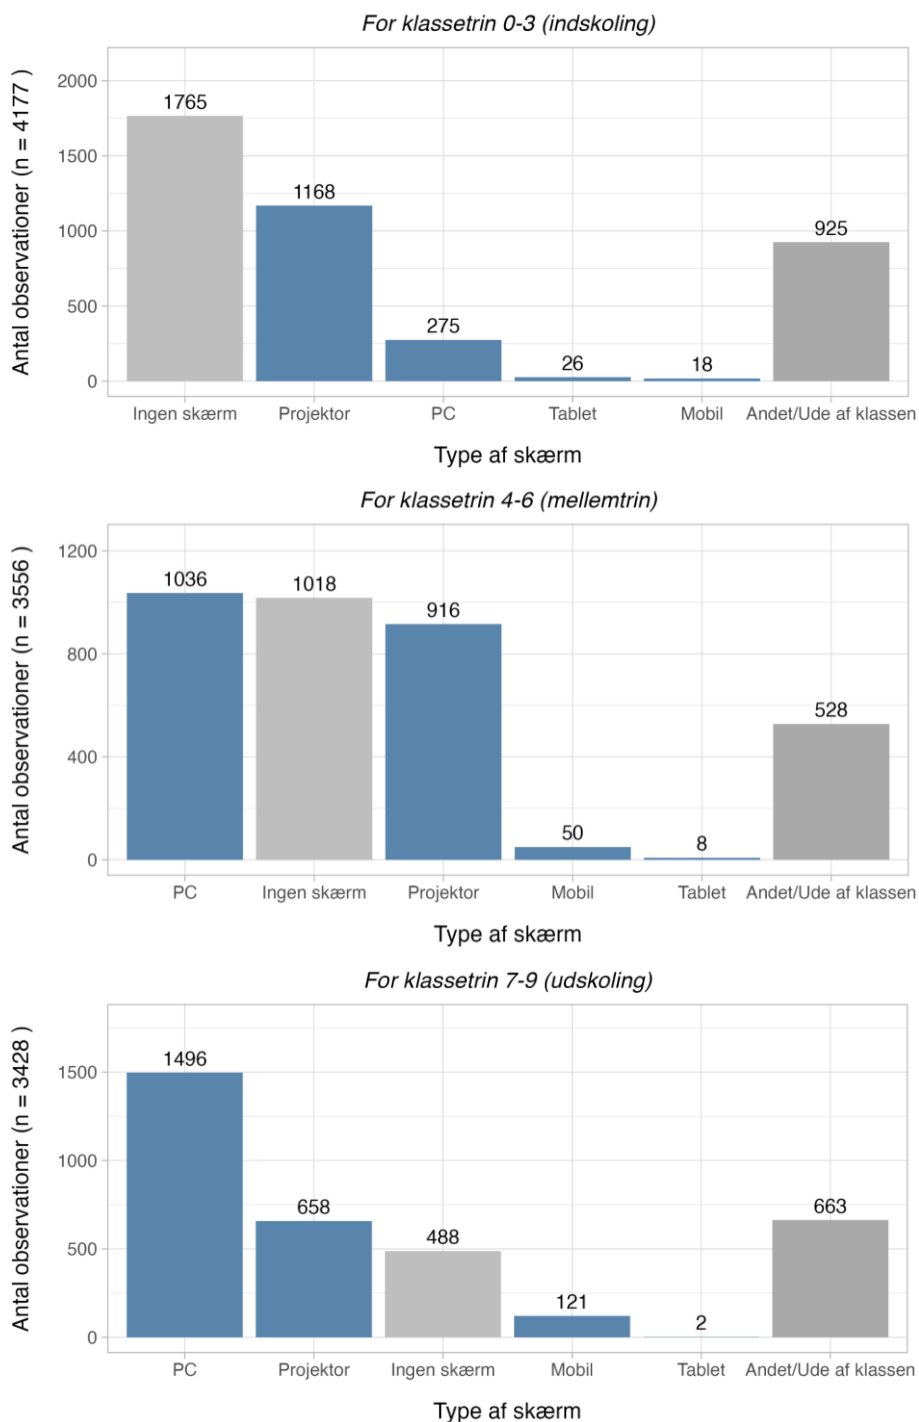 For klassetrin 0-3 (indskoling)
Antal observationer (n = 4177 )
2000
1500
1000
500
0
1765
1168
275
26
18
925
Ingen skærm Projektor PC Tablet Mobil Andet/Ude af klassen
Type af skærm
For klassetrin 4-6 (mellemtrin)
Antal observationer (n = 3556 )
1200
800
400
0
1036
1018
916
50
8
528
PC Ingen skærm Projektor Mobil Tablet Andet/Ude af klassen
Type af skærm
For klassetrin 7-9 (udskoling)
Antal observationer (n = 3428 )
1500
1000
500
0
1496
658
488
121
2
663
PC Projektor Ingen skærm Mobil Tablet Andet/Ude af klassen
Type af skærm